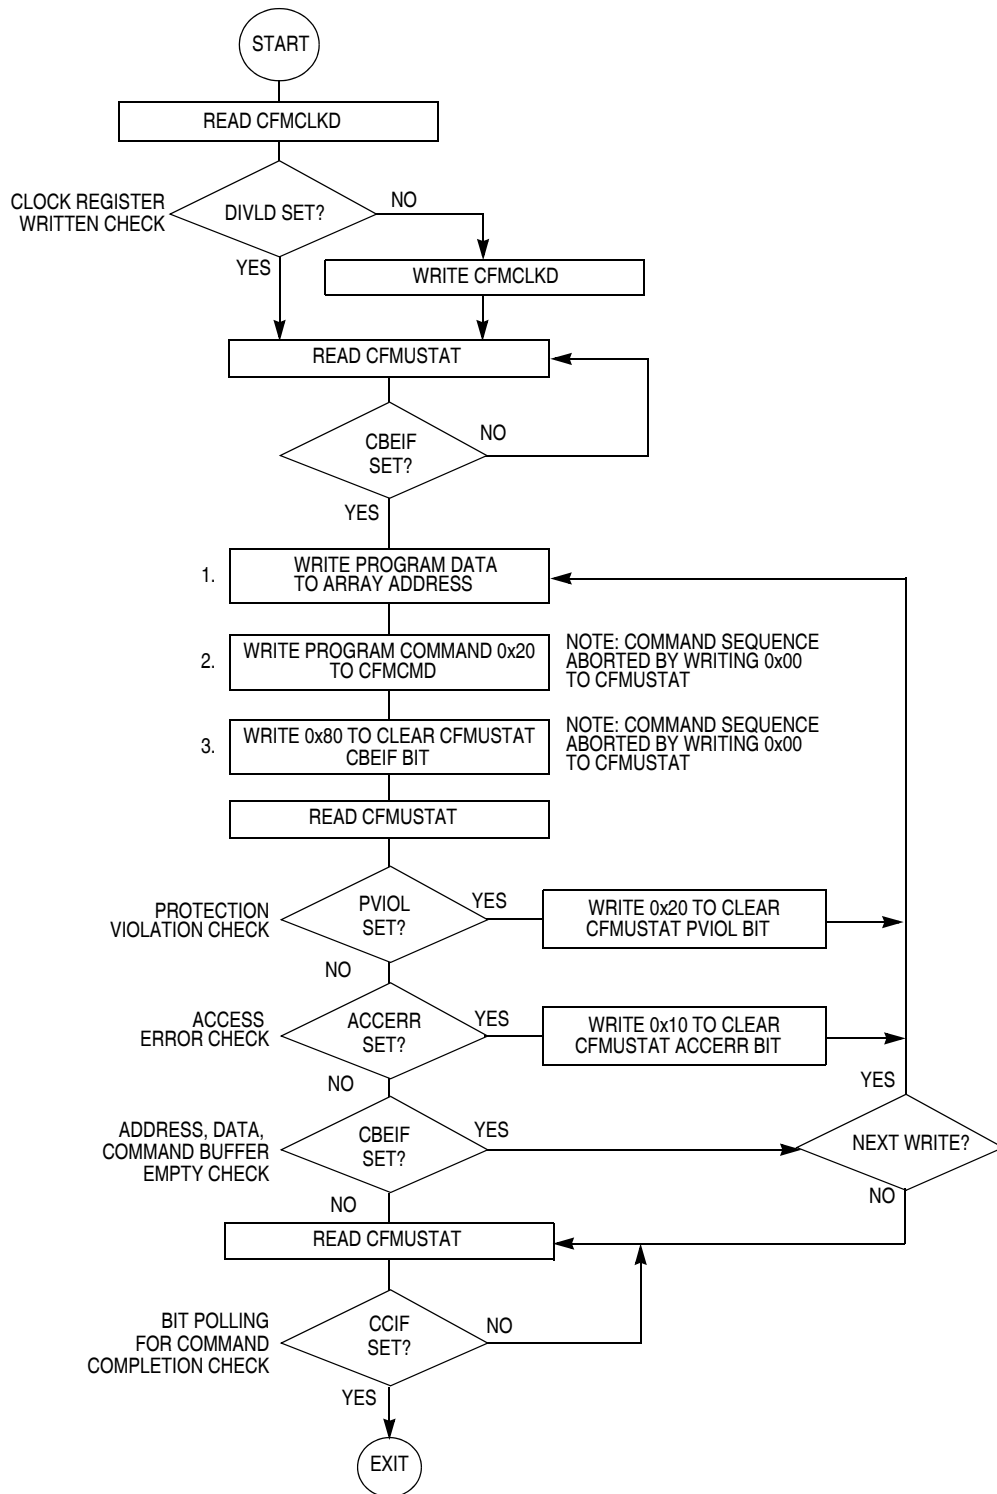 START
READ CFMCLKD
CLOCK REGISTER
WRITTEN CHECK
DIVLD SET?
NO
YES
WRITE CFMCLKD
READ CFMUSTAT
CBEIF
SET?
NO
YES
1.
WRITE PROGRAM DATA
TO ARRAY ADDRESS
2.
WRITE PROGRAM COMMAND 0x20
TO CFMCMD
NOTE: COMMAND SEQUENCE
ABORTED BY WRITING 0x00
TO CFMUSTAT
3.
WRITE 0x80 TO CLEAR CFMUSTAT
CBEIF BIT
NOTE: COMMAND SEQUENCE
ABORTED BY WRITING 0x00
TO CFMUSTAT
READ CFMUSTAT
PROTECTION
VIOLATION CHECK
PVIOL
SET?
YES
WRITE 0x20 TO CLEAR
CFMUSTAT PVIOL BIT
NO
ACCESS
ERROR CHECK
ACCERR
SET?
YES
WRITE 0x10 TO CLEAR
CFMUSTAT ACCERR BIT
NO
YES
ADDRESS, DATA,
COMMAND BUFFER
EMPTY CHECK
CBEIF
SET?
YES
NEXT WRITE?
NO
NO
READ CFMUSTAT
BIT POLLING
FOR COMMAND
COMPLETION CHECK
CCIF
SET?
NO
YES
EXIT